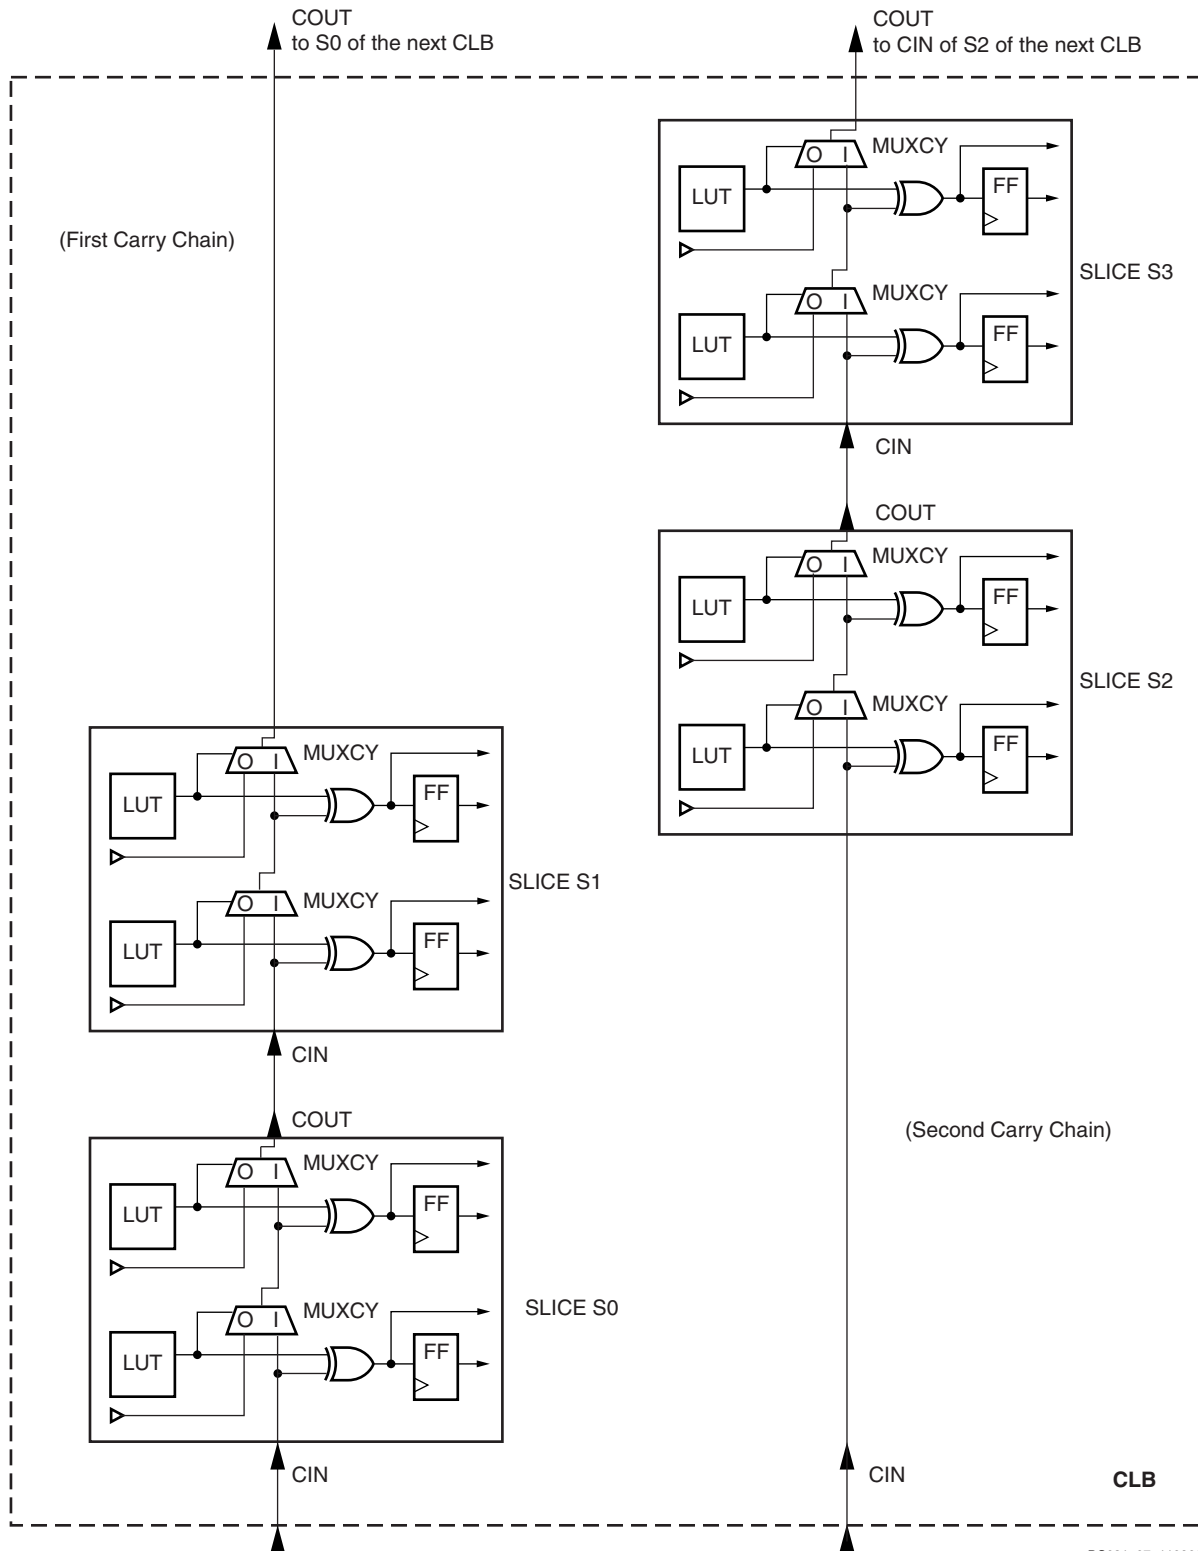 COUT
to S0 of the next CLB
COUT
to CIN of S2 of the next CLB
(First Carry Chain)
O I
MUXCY
LUT
FF
SLICE S3
O I
MUXCY
LUT
FF
CIN
COUT
O I
MUXCY
LUT
FF
SLICE S2
O I
MUXCY
LUT
FF
O I
MUXCY
LUT
FF
SLICE S1
O I
MUXCY
LUT
FF
CIN
COUT
(Second Carry Chain)
O I
MUXCY
LUT
FF
SLICE S0
O I
MUXCY
LUT
FF
CIN
CIN
CLB